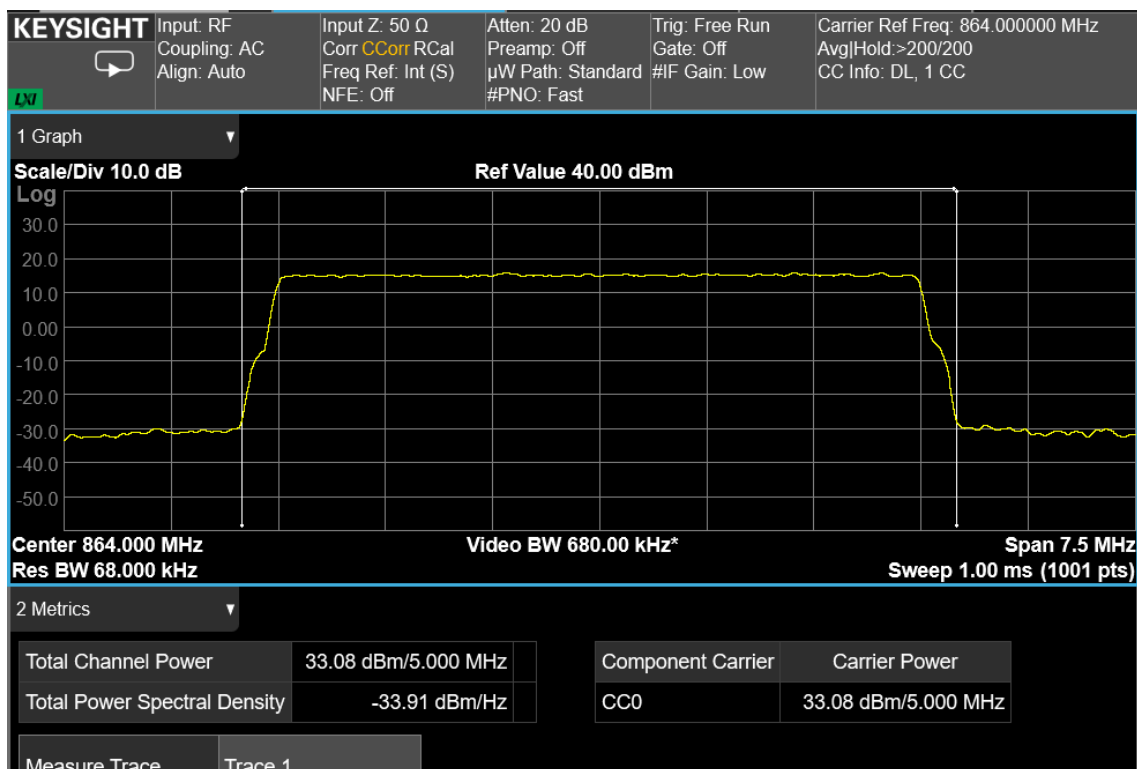 KEYSIGHT
LXI
Input: RF
Coupling: AC
Align: Auto
Input Z: 50 Ω
Corr CCorr RCal
Freq Ref: Int (S)
NFE: Off
Atten: 20 dB
Preamp: Off
µW Path: Standard
#PNO: Fast
Trig: Free Run
Gate: Off
#IF Gain: Low
Carrier Ref Freq: 864.000000 MHz
Avg|Hold:>200/200
CC Info: DL, 1 CC
1 Graph
Scale/Div 10.0 dB
Ref Value 40.00 dBm
Log
30.0
20.0
10.0
0.00
-10.0
-20.0
-30.0
-40.0
-50.0
Center 864.000 MHz
Video BW 680.00 kHz*
Span 7.5 MHz
Res BW 68.000 kHz
Sweep 1.00 ms (1001 pts)
2 Metrics
Total Channel Power 33.08 dBm/5.000 MHz
Total Power Spectral Density -33.91 dBm/Hz
Component Carrier Carrier Power
CC0 33.08 dBm/5.000 MHz
Measure Trace Trace 1